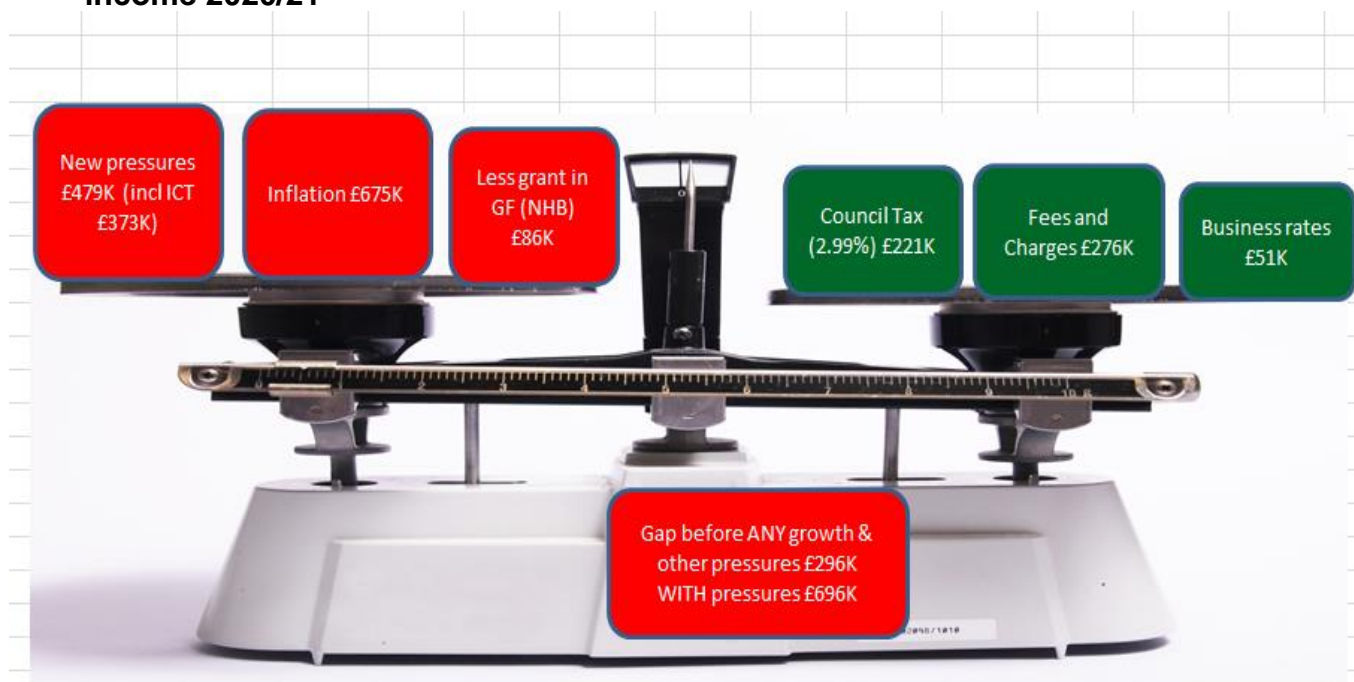 New pressures
£479K (incl ICT
£373K)
Inflation £675K
Less grant in
GF (NHB)
£86K
Council Tax
(2.99%) £221K
Fees and
Charges £276K
Business rates
£51K
Gap before ANY growth &
other pressures £296K
WITH pressures £696K